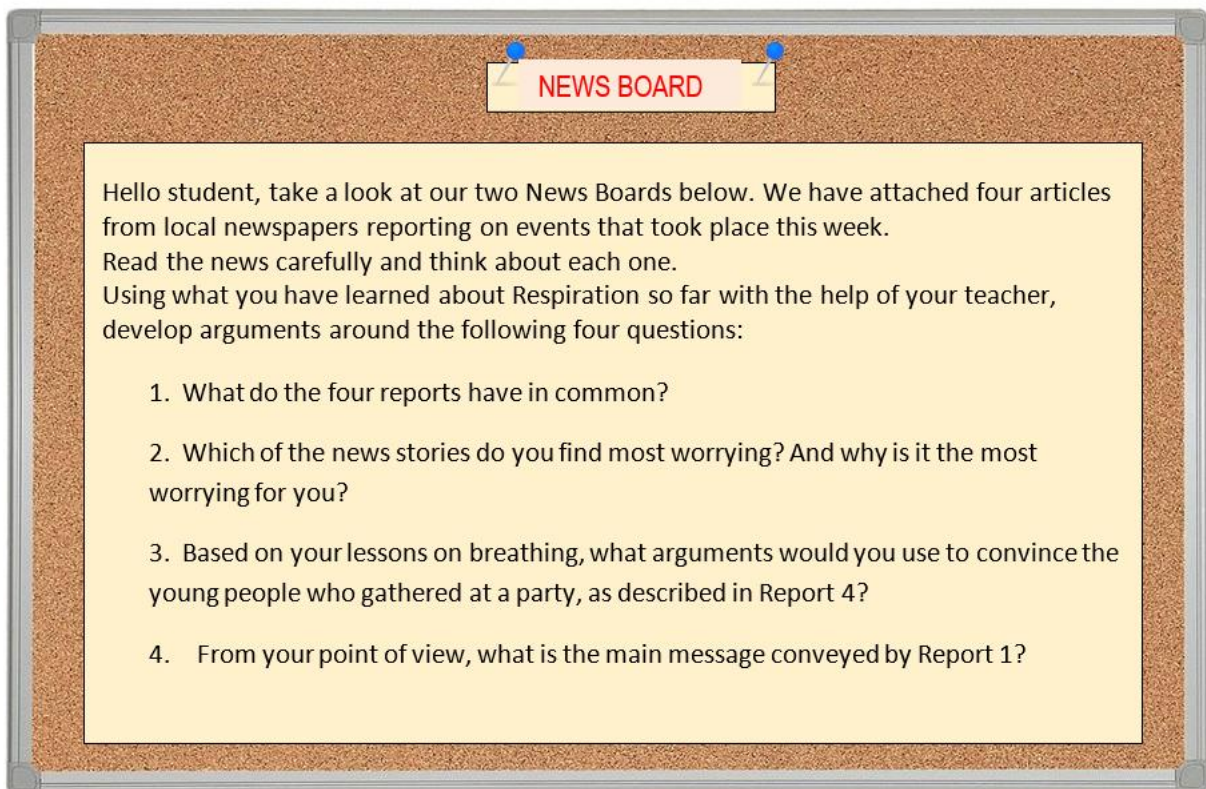 NEWS BOARD
Hello student, take a look at our two News Boards below. We have attached four articles
from local newspapers reporting on events that took place this week.
Read the news carefully and think about each one.
Using what you have learned about Respiration so far with the help of your teacher,
develop arguments around the following four questions:
1. What do the four reports have in common?
2. Which of the news stories do you find most worrying? And why is it the most
worrying for you?
3. Based on your lessons on breathing, what arguments would you use to convince the
young people who gathered at a party, as described in Report 4?
4. From your point of view, what is the main message conveyed by Report 1?